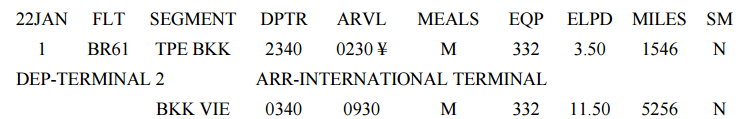 22JAN FLT SEGMENT DPTR ARVL MEALS EQP ELPD MILES SM
1 BR61 TPE BKK 2340 0230 ¥ M 332 3.50 1546 N
DEP-TERMINAL 2 ARR-INTERNATIONAL TERMINAL
BKK VIE 0340 0930 M 332 11.50 5256 N